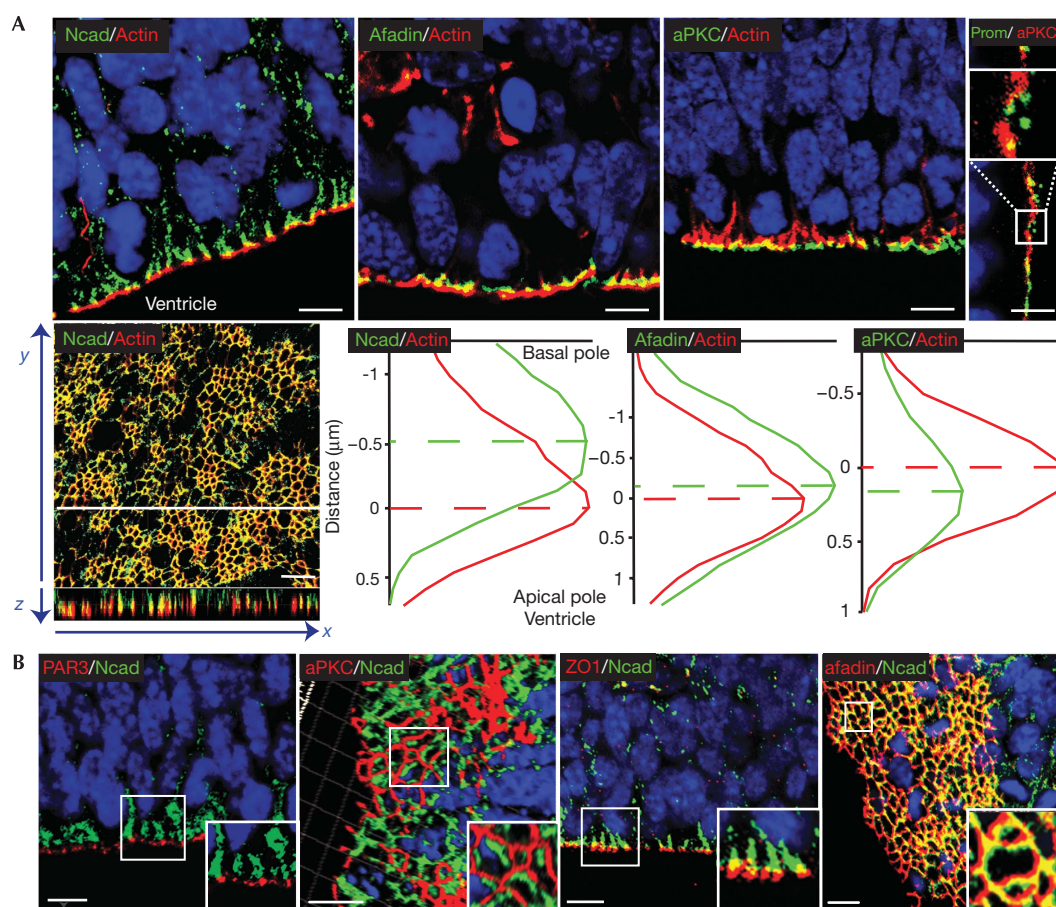 A
Ncad/Actin
Afadin/Actin
aPKC/Actin
Prom/ aPKC
Ventricle
y
Ncad/Actin
z
x
Ncad/Actin
Basal pole
Distance (μm)
-1
−0.5
0
0.5
Apical pole
Ventricle
Afadin/Actin
-1
-0.5
0
0.5
1
aPKC/Actin
−0.5
0
0.5
1
B
PAR3/Ncad
aPKC/Ncad
ZO1/Ncad
afadin/Ncad